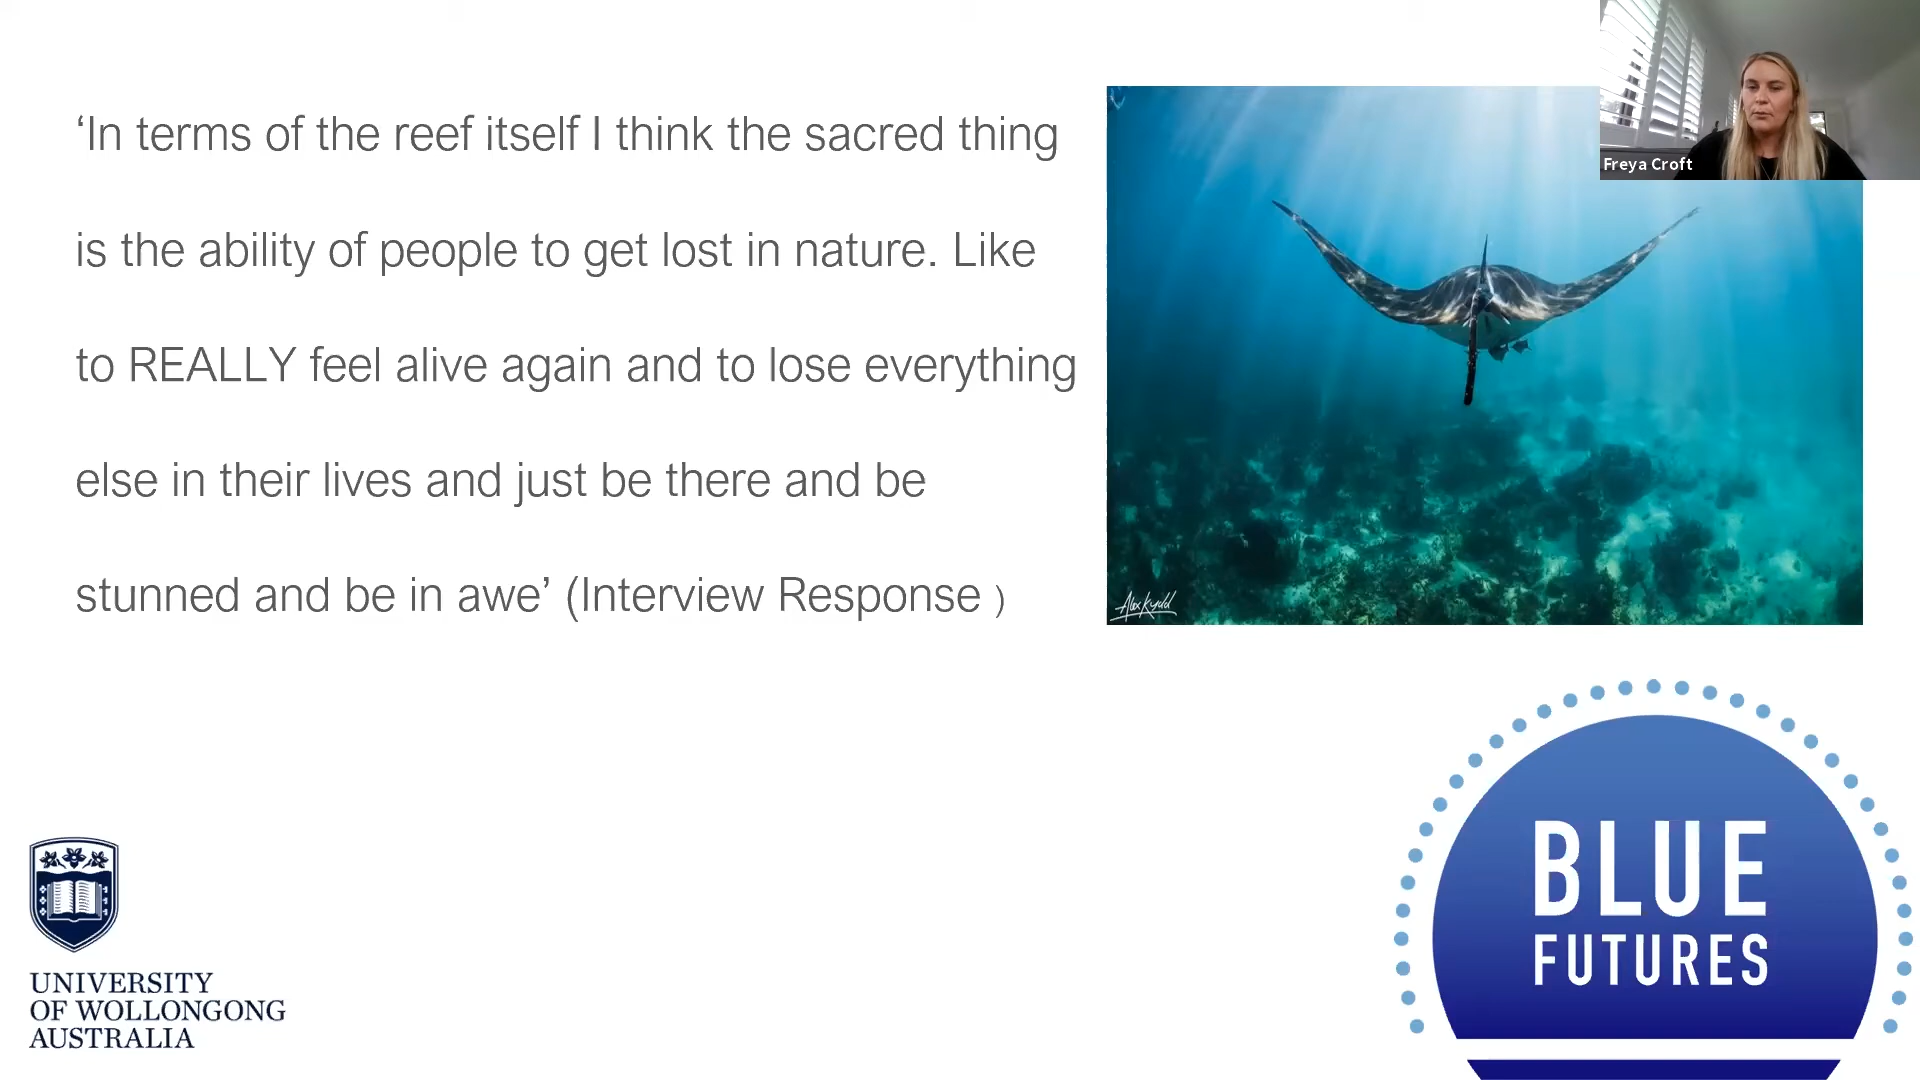 ‘In terms of the reef itself I think the sacred thing
is the ability of people to get lost in nature. Like
to REALLY feel alive again and to lose everything
else in their lives and just be there and be
stunned and be in awe’ (Interview Response )
Freya Croft
Alex Kydd
UNIVERSITY
OF WOLLONGONG
AUSTRALIA
BLUE
FUTURES